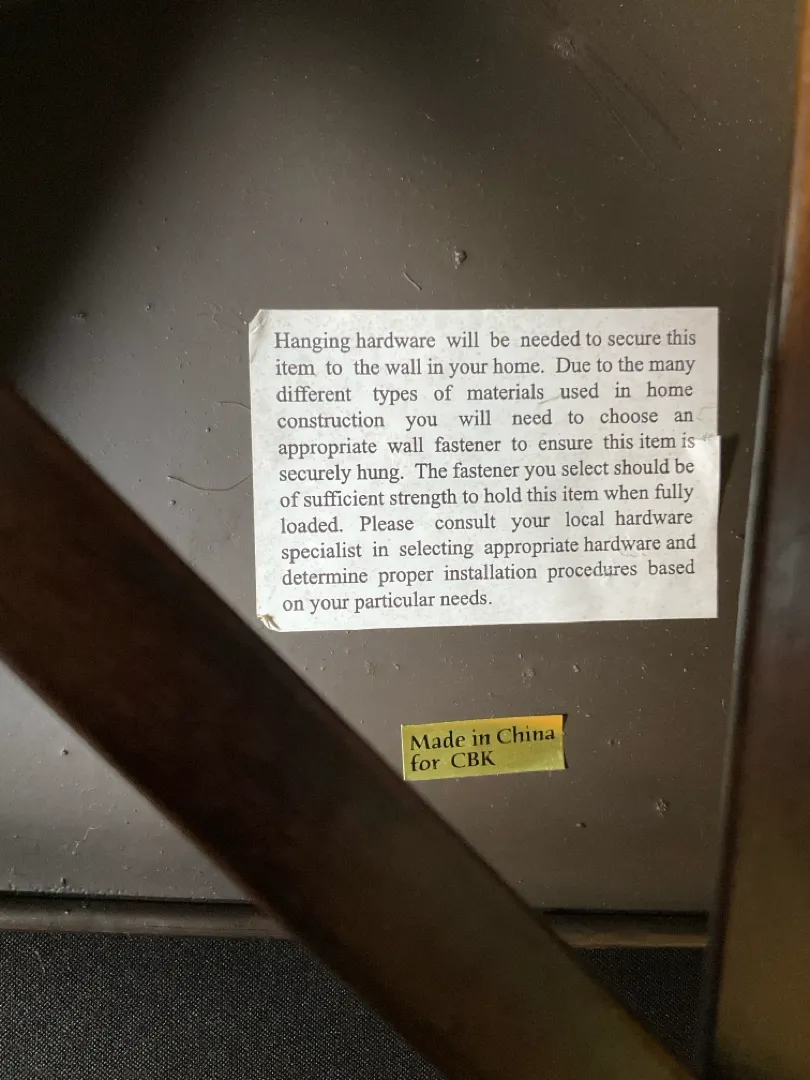 Hanging hardware will be needed to secure this
item to the wall in your home. Due to the many
different types of materials used in home
construction you will need to choose an
appropriate wall fastener to ensure this item is
securely hung. The fastener you select should be
of sufficient strength to hold this item when fully
loaded. Please consult your local hardware
specialist in selecting appropriate hardware and
determine proper installation procedures based
on your particular needs.
Made in China
for CBK